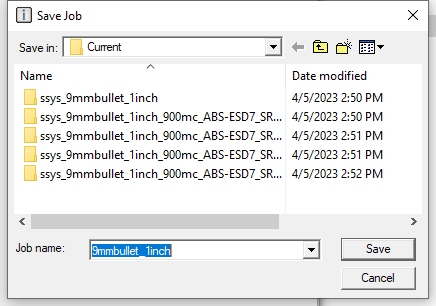 Save Job
Save in: Current
Name Date modified
ssys_9mmbullet_1inch 4/5/2023 2:50 PM
ssys_9mmbullet_1inch_900mc_ABS-ESD7_SR... 4/5/2023 2:50 PM
ssys_9mmbullet_1inch_900mc_ABS-ESD7_SR... 4/5/2023 2:51 PM
ssys_9mmbullet_1inch_900mc_ABS-ESD7_SR... 4/5/2023 2:51 PM
ssys_9mmbullet_1inch_900mc_ABS-ESD7_SR... 4/5/2023 2:52 PM
Job name: 9mmbullet_1inch Save
Cancel